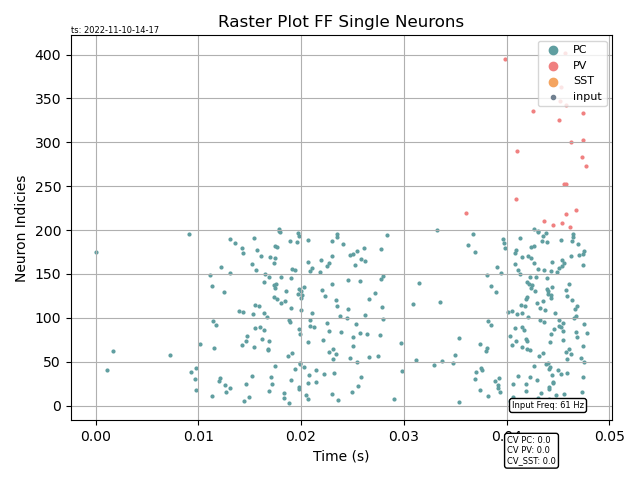 Raster Plot FF Single Neurons
ts: 2022-11-10-14-17
PC
PV
SST
input
400
350
300
250
200
150
100
50
0
Neuron Indicies
Input Freq: 61 Hz
0.00 0.01 0.02 0.03 0.04 0.05
Time (s)
CV PC: 0.0
CV PV: 0.0
CV_SST: 0.0